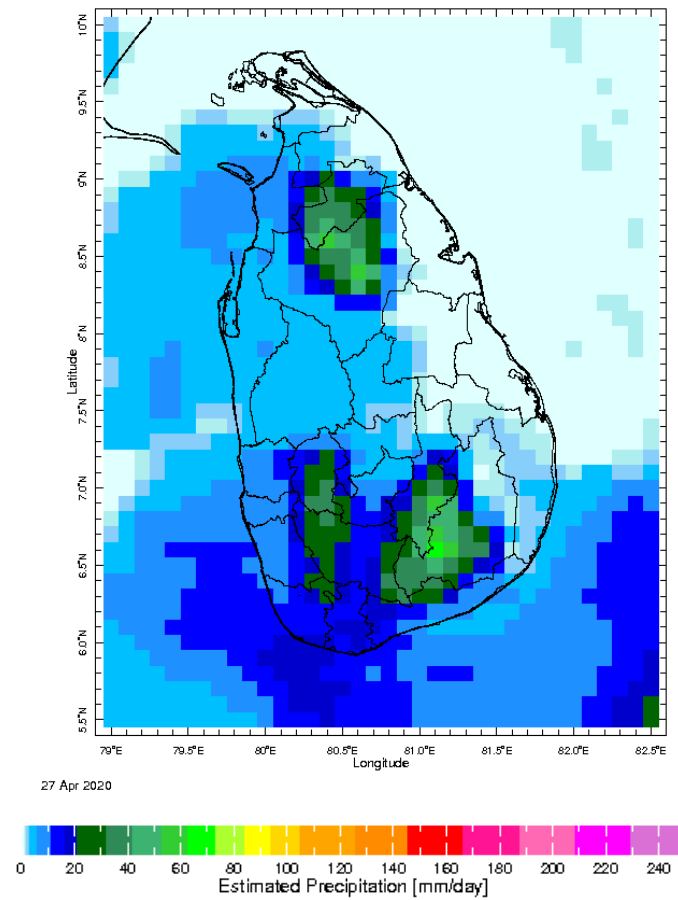 10°N
9.5°N
9°N
8.5°N
8°N
7.5°N
7.0°N
6.5°N
6.0°N
5.5°N
Latitude
79°E 79.5°E 80°E 80.5°E 81.0°E 81.5°E 82.0°E 82.5°E
Longitude
27 Apr 2020
0 20 40 60 80 100 120 140 160 180 200 220 240
Estimated Precipitation [mm/day]